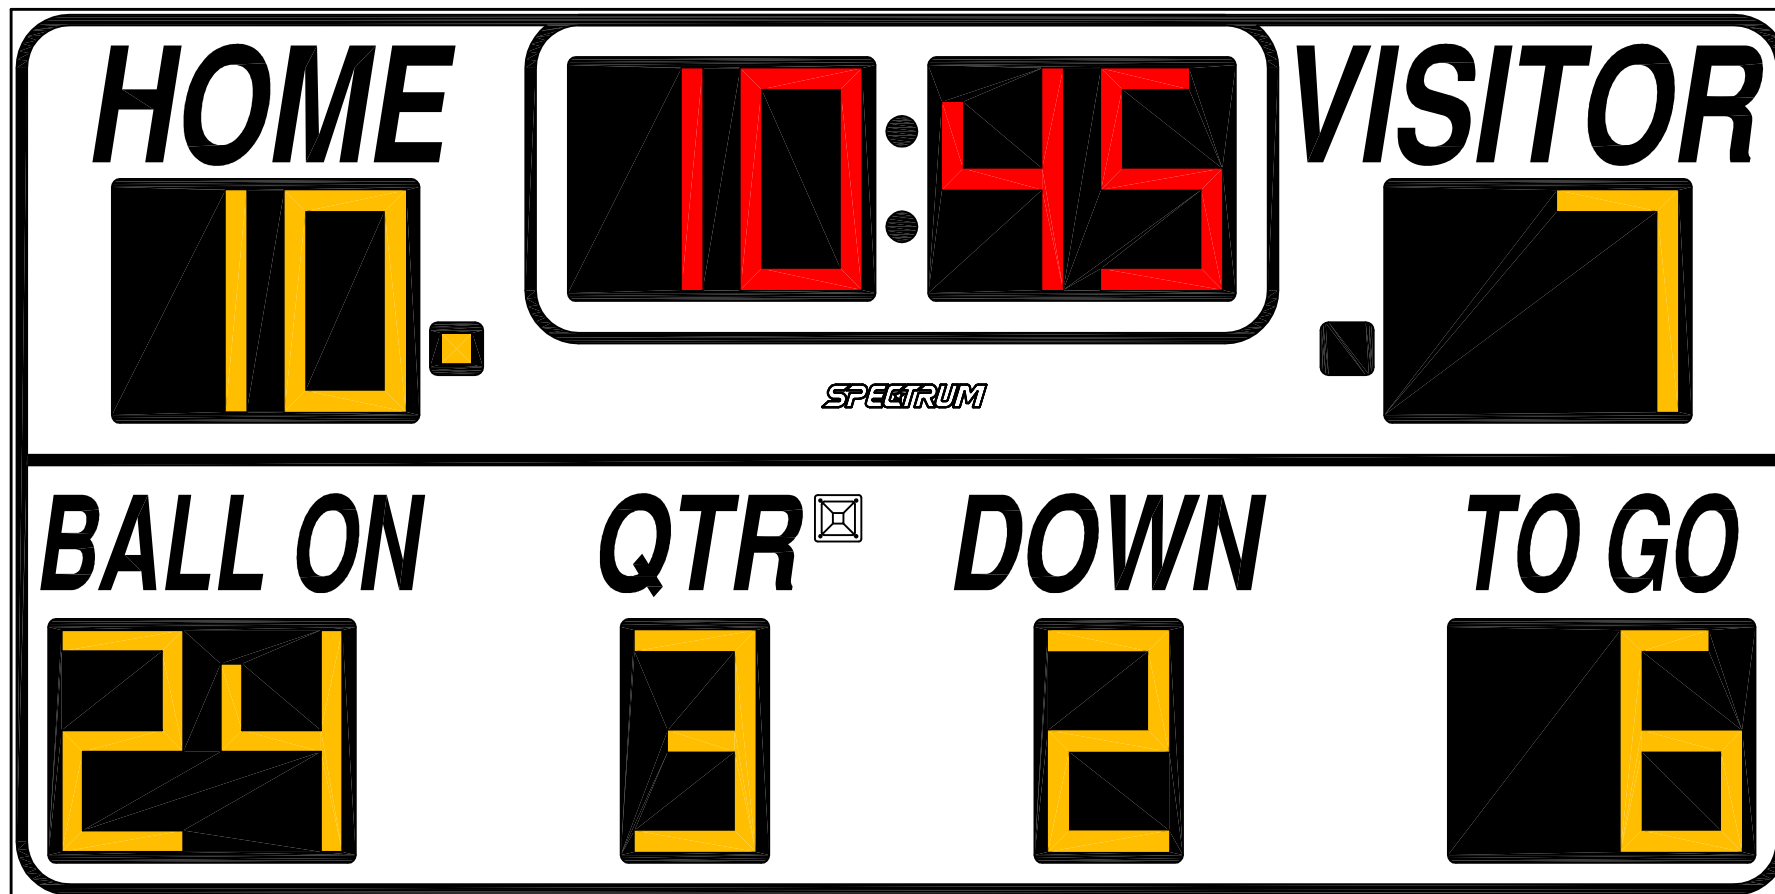 HOME 10:45 VISITOR
10 7
SPECTRUM
BALL ON QTR DOWN TO GO
24 3 2 6